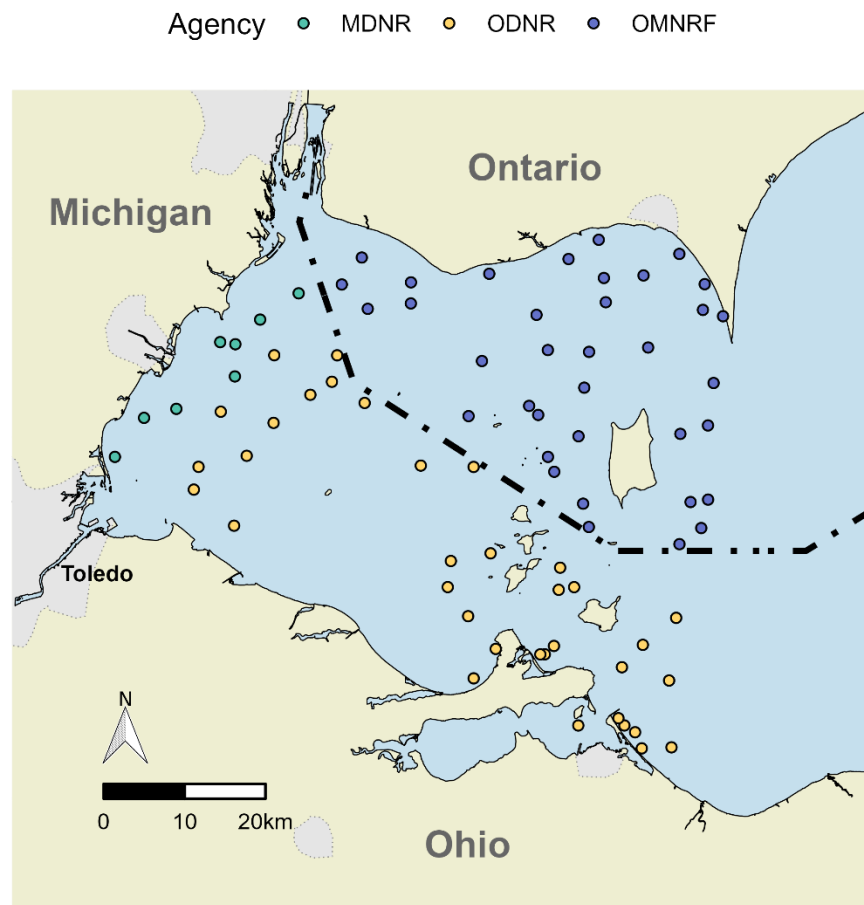 Agency MDNR ODNR OMNRF
Ontario
Michigan
Toledo
N
0 10 20km
Ohio